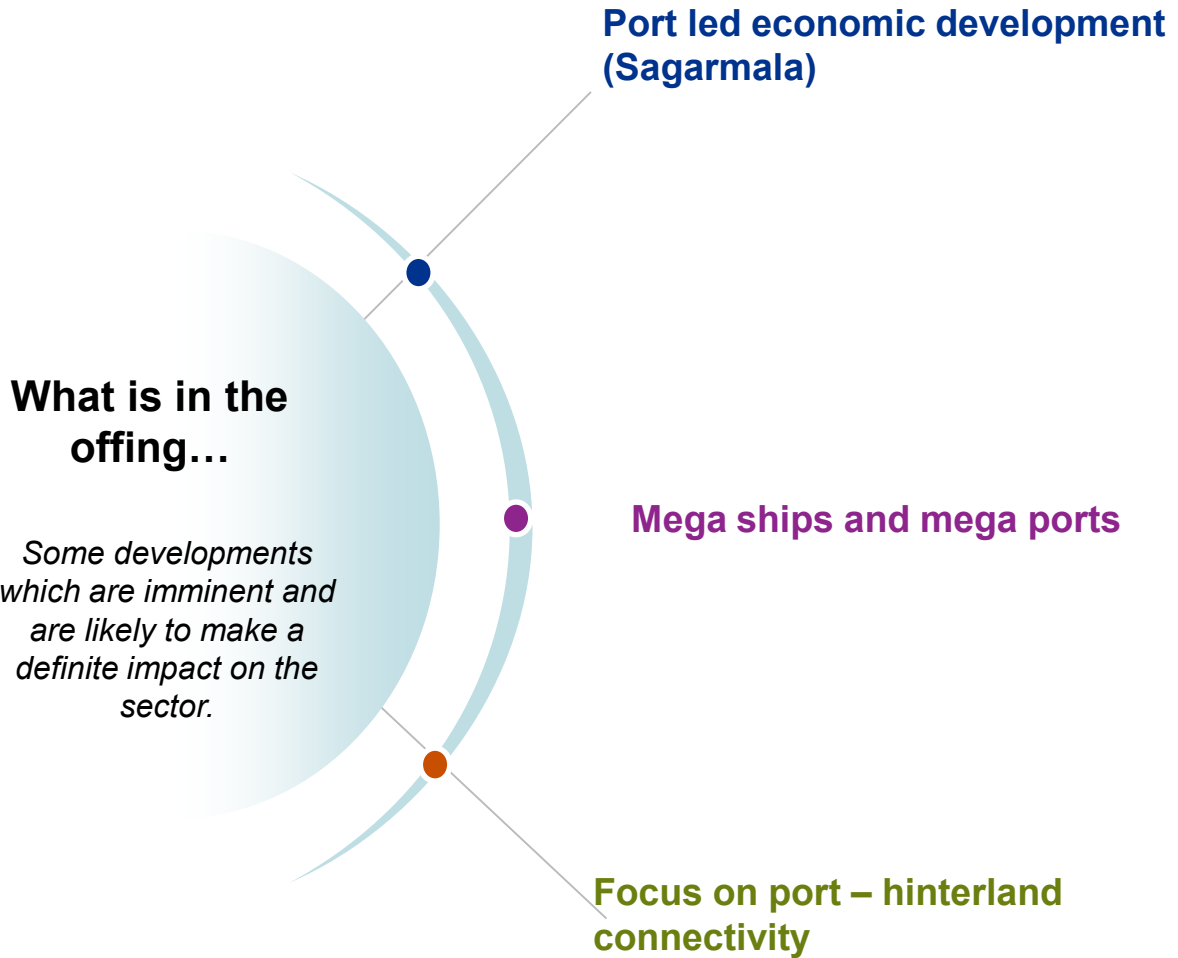 Port led economic development
(Sagarmala)
What is in the
offing…
Some developments
which are imminent and
are likely to make a
definite impact on the
sector.
Mega ships and mega ports
Focus on port – hinterland
connectivity